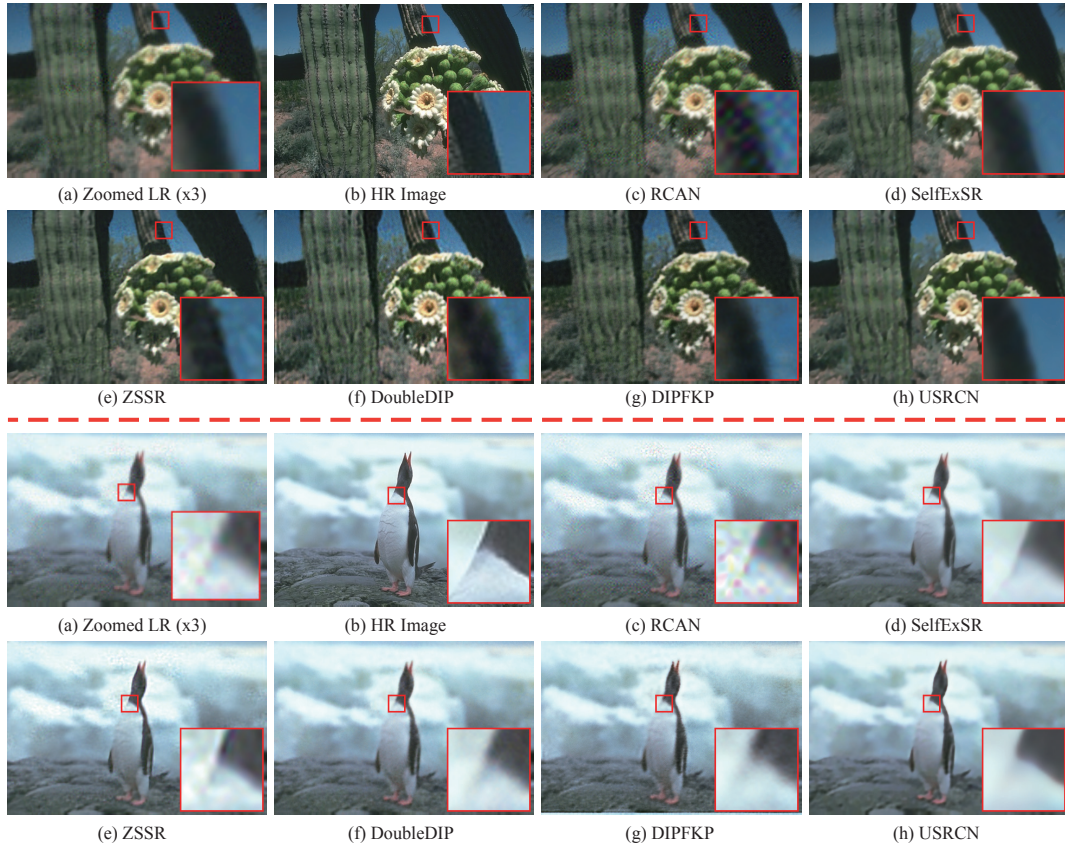 (a) Zoomed LR (x3) (b) HR Image (c) RCAN (d) SelfExSR
(e) ZSSR (f) DoubleDIP (g) DIPFKP (h) USRCN
(a) Zoomed LR (x3) (b) HR Image (c) RCAN (d) SelfExSR
(e) ZSSR (f) DoubleDIP (g) DIPFKP (h) USRCN